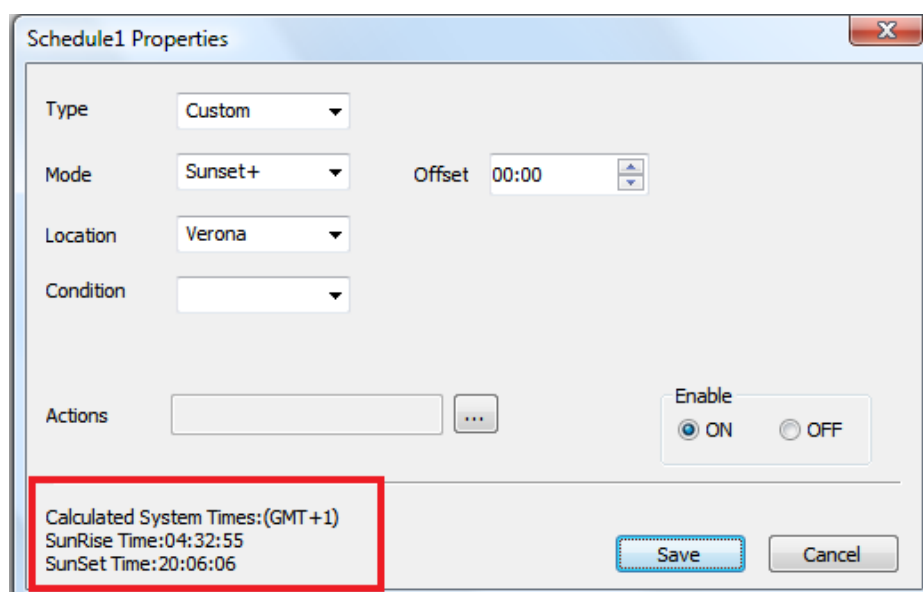 Schedule1 Properties
X
Type Custom
Mode Sunset+ Offset 00:00
Location Verona
Condition
Actions ... Enable
ON OFF
Calculated System Times:(GMT+1)
SunRise Time:04:32:55
SunSet Time:20:06:06
Save Cancel